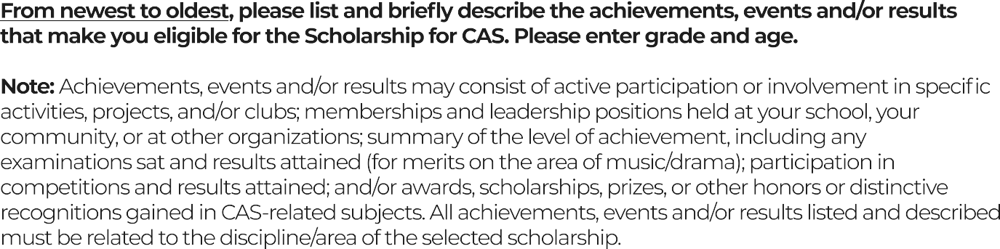 From newest to oldest, please list and briefly describe the achievements, events and/or results
that make you eligible for the Scholarship for CAS. Please enter grade and age.
Note: Achievements, events and/or results may consist of active participation or involvement in specific
activities, projects, and/or clubs; memberships and leadership positions held at your school, your
community, or at other organizations; summary of the level of achievement, including any
examinations sat and results attained (for merits on the area of music/drama); participation in
competitions and results attained; and/or awards, scholarships, prizes, or other honors or distinctive
recognitions gained in CAS-related subjects. All achievements, events and/or results listed and described
must be related to the discipline/area of the selected scholarship.